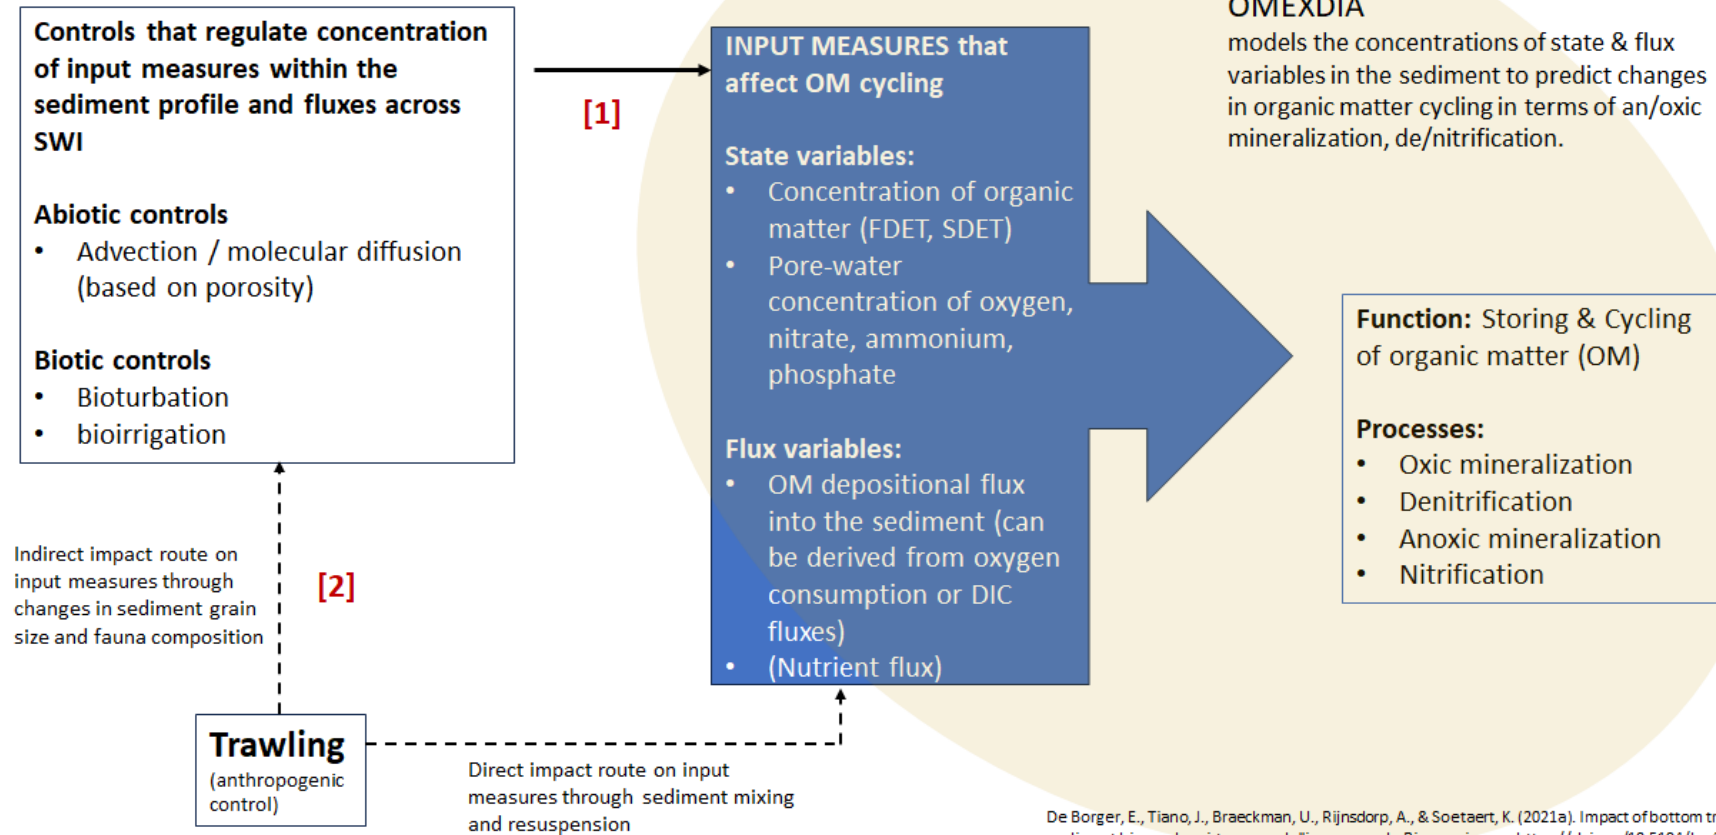 Controls that regulate concentration
of input measures within the
sediment profile and fluxes across
SWI
Abiotic controls
• Advection / molecular diffusion
(based on porosity)
Biotic controls
• Bioturbation
• bioirrigation
[1]
INPUT MEASURES that
affect OM cycling
State variables:
• Concentration of organic
matter (FDET, SDET)
• Pore-water
concentration of oxygen,
nitrate, ammonium,
phosphate
Flux variables:
• OM depositional flux
into the sediment (can
be derived from oxygen
consumption or DIC
fluxes)
• (Nutrient flux)
OMEXDIA
models the concentrations of state & flux
variables in the sediment to predict changes
in organic matter cycling in terms of an/oxic
mineralization, de/nitrification.
Function: Storing & Cycling
of organic matter (OM)
Processes:
• Oxic mineralization
• Denitrification
• Anoxic mineralization
• Nitrification
Indirect impact route on
input measures through
changes in sediment grain
size and fauna composition
[2]
Trawling
(anthropogenic
control)
Direct impact route on input
measures through sediment mixing
and resuspension
De Borger, E., Tiano, J., Braeckman, U., Rijnsdorp, A., & Soetaert, K. (2021a). Impact of bottom